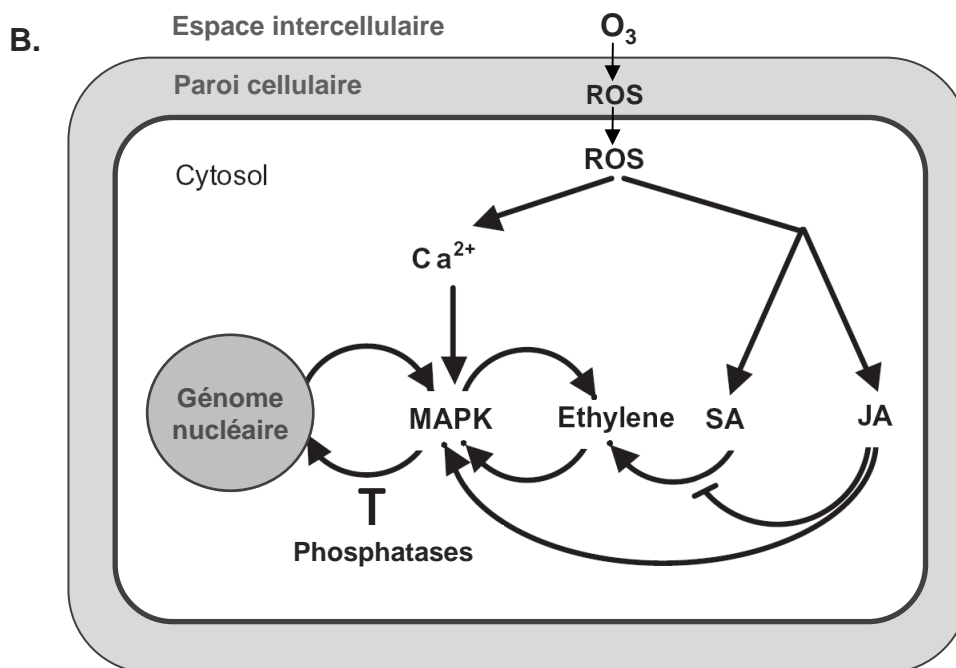 B.
Espace intercellulaire
O₃
Paroi cellulaire
ROS
ROS
Cytosol
Ca²⁺
Génome
nucléaire
MAPK
Ethylene
SA
JA
Phosphatases